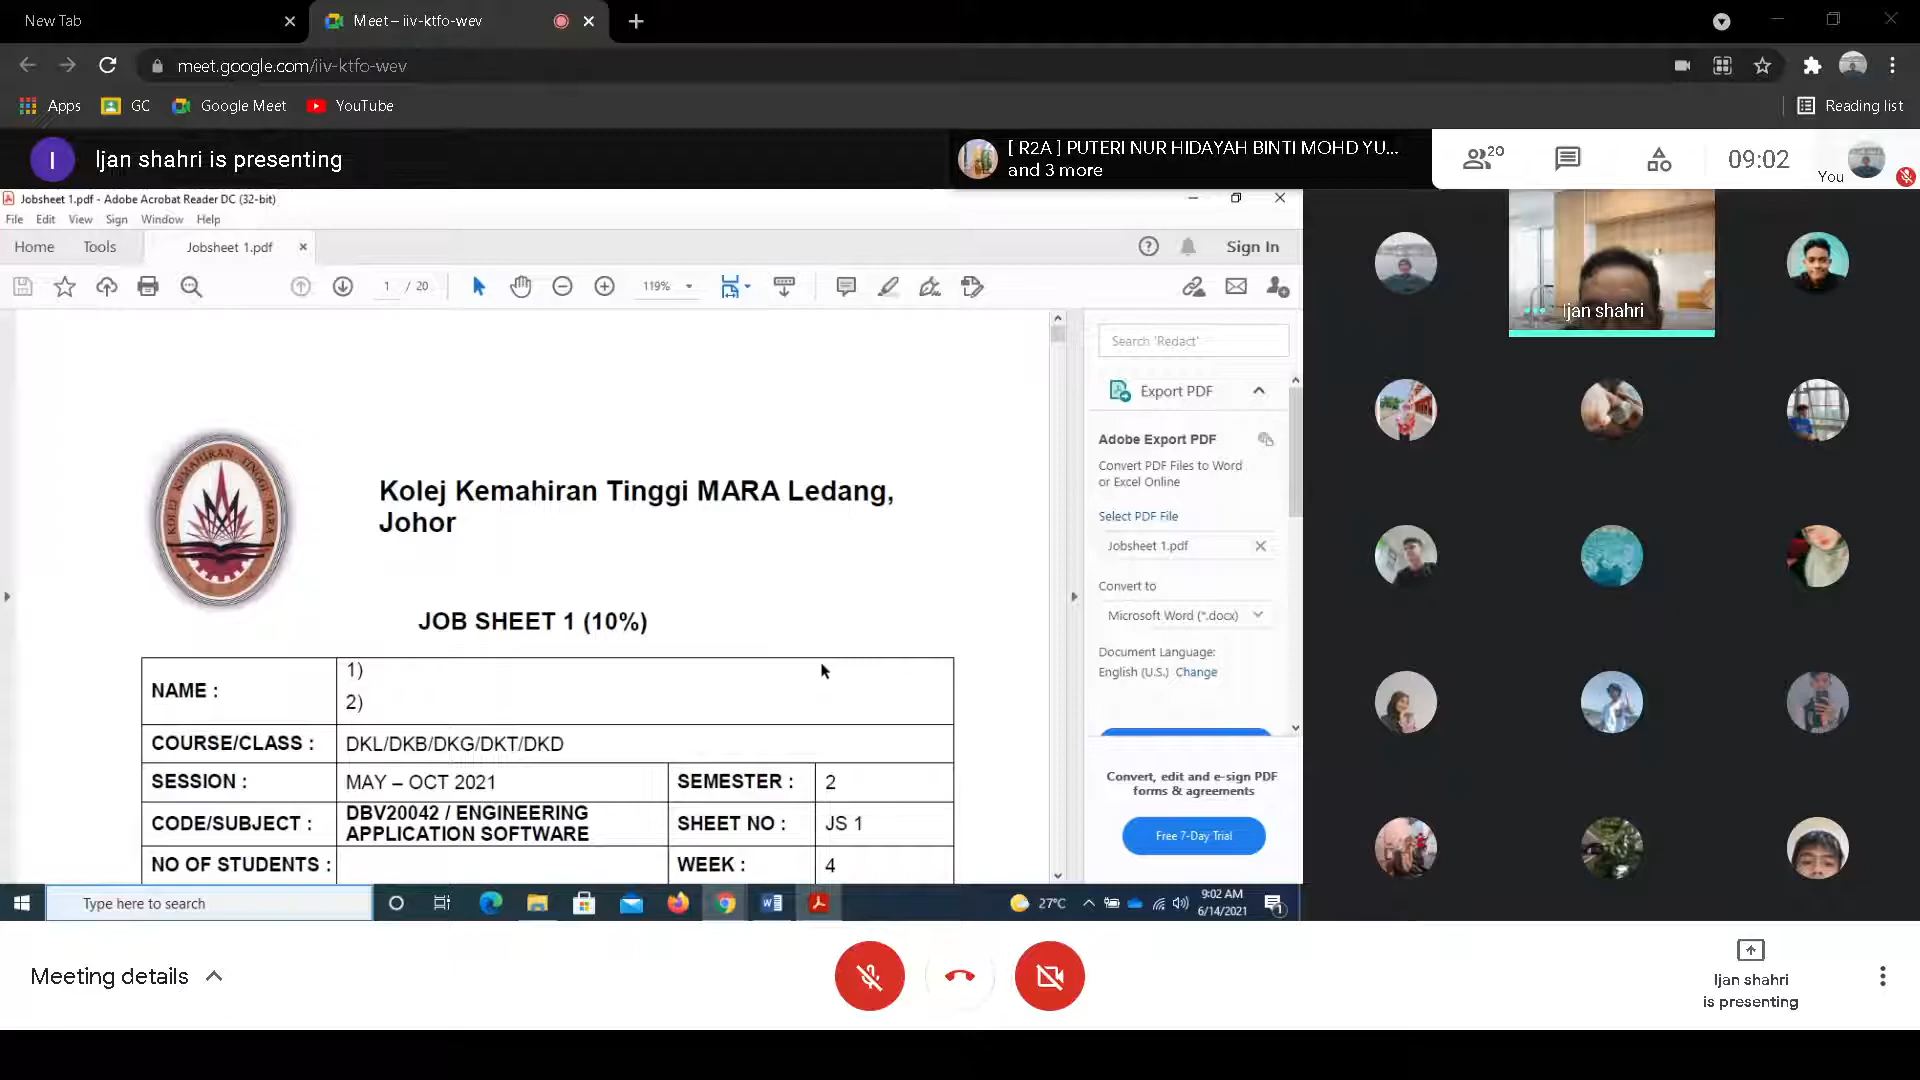 New Tab
Meet – iiv-ktfo-wev
meet.google.com/iiv-ktfo-wev
Apps
GC
Google Meet
YouTube
Reading list
I
Ijan shahri is presenting
[ R2A ] PUTERI NUR HIDAYAH BINTI MOHD YU...
and 3 more
20
09:02
You
Jobsheet 1.pdf - Adobe Acrobat Reader DC (32-bit)
File Edit View Sign Window Help
Home Tools Jobsheet 1.pdf
Sign In
1 / 20
119%
Search 'Redact'
Export PDF
Adobe Export PDF
Convert PDF Files to Word
or Excel Online
Select PDF File
Jobsheet 1.pdf
Convert to
Microsoft Word (*.docx)
Document Language:
English (U.S.) Change
Convert, edit and e-sign PDF
forms & agreements
Free 7-Day Trial
KOLEJ KEMAHIRAN TINGGI MARA
Kolej Kemahiran Tinggi MARA Ledang,
Johor
JOB SHEET 1 (10%)
NAME :
1)
2)
COURSE/CLASS : DKL/DKB/DKG/DKT/DKD
SESSION : MAY – OCT 2021 SEMESTER : 2
CODE/SUBJECT : DBV20042 / ENGINEERING
APPLICATION SOFTWARE SHEET NO : JS 1
NO OF STUDENTS : WEEK : 4
Ijan shahri
Type here to search
27°C
9:02 AM
6/14/2021
1
Meeting details
Ijan shahri
is presenting